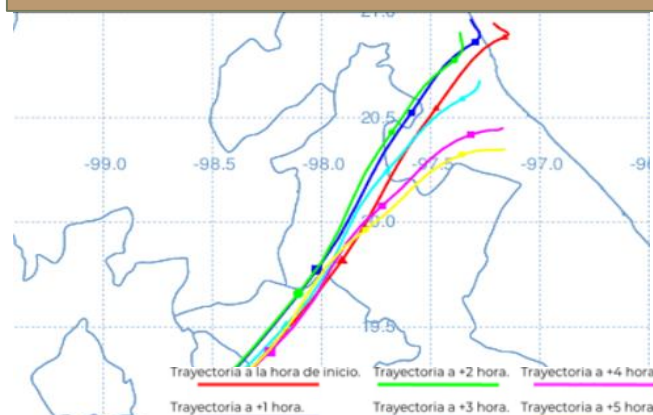 21.0
20.5
-99.0 -98.5 -98.0 -97.5 -97.0
20.0
19.5
Trayectoria a la hora de inicio. Trayectoria a +2 hora. Trayectoria a +4 hora
Trayectoria a +1 hora. Trayectoria a +3 hora. Trayectoria a +5 hora